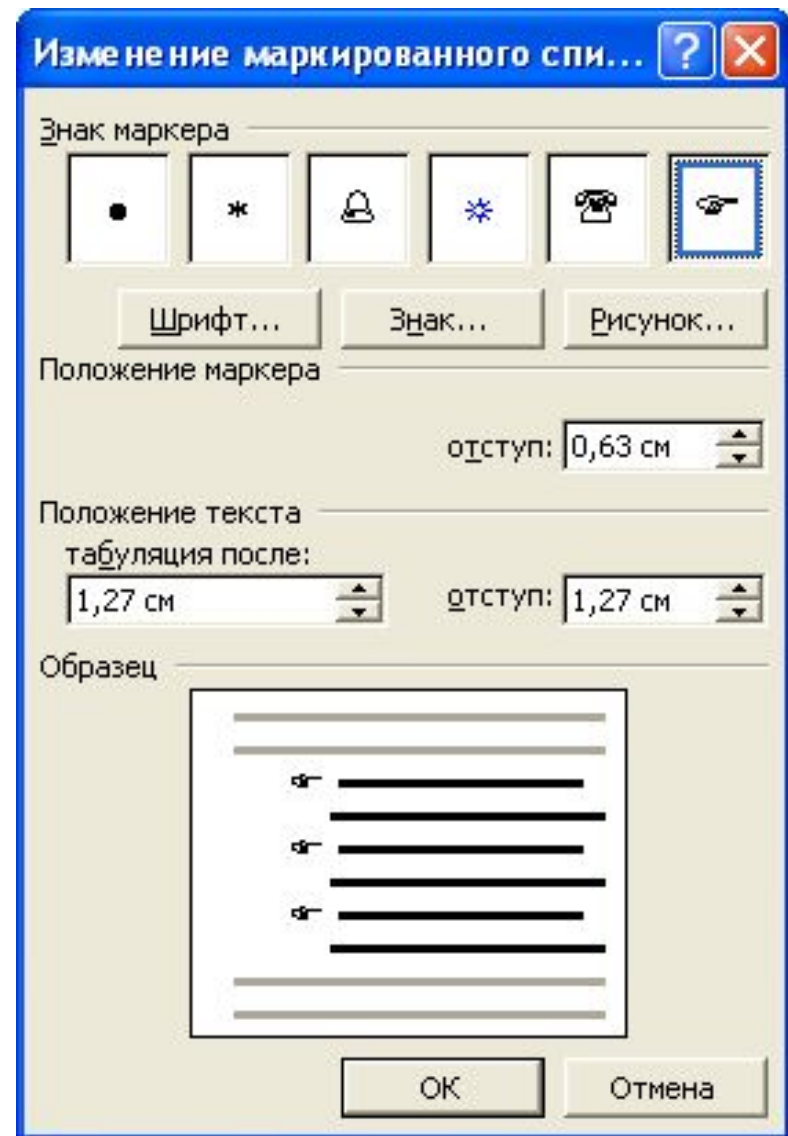 Изменение маркированного спи...
Знак маркера
Шрифт... Знак... Рисунок...
Положение маркера
отступ: 0,63 см
Положение текста
табуляция после:
1,27 см отступ: 1,27 см
Образец
ОК Отмена